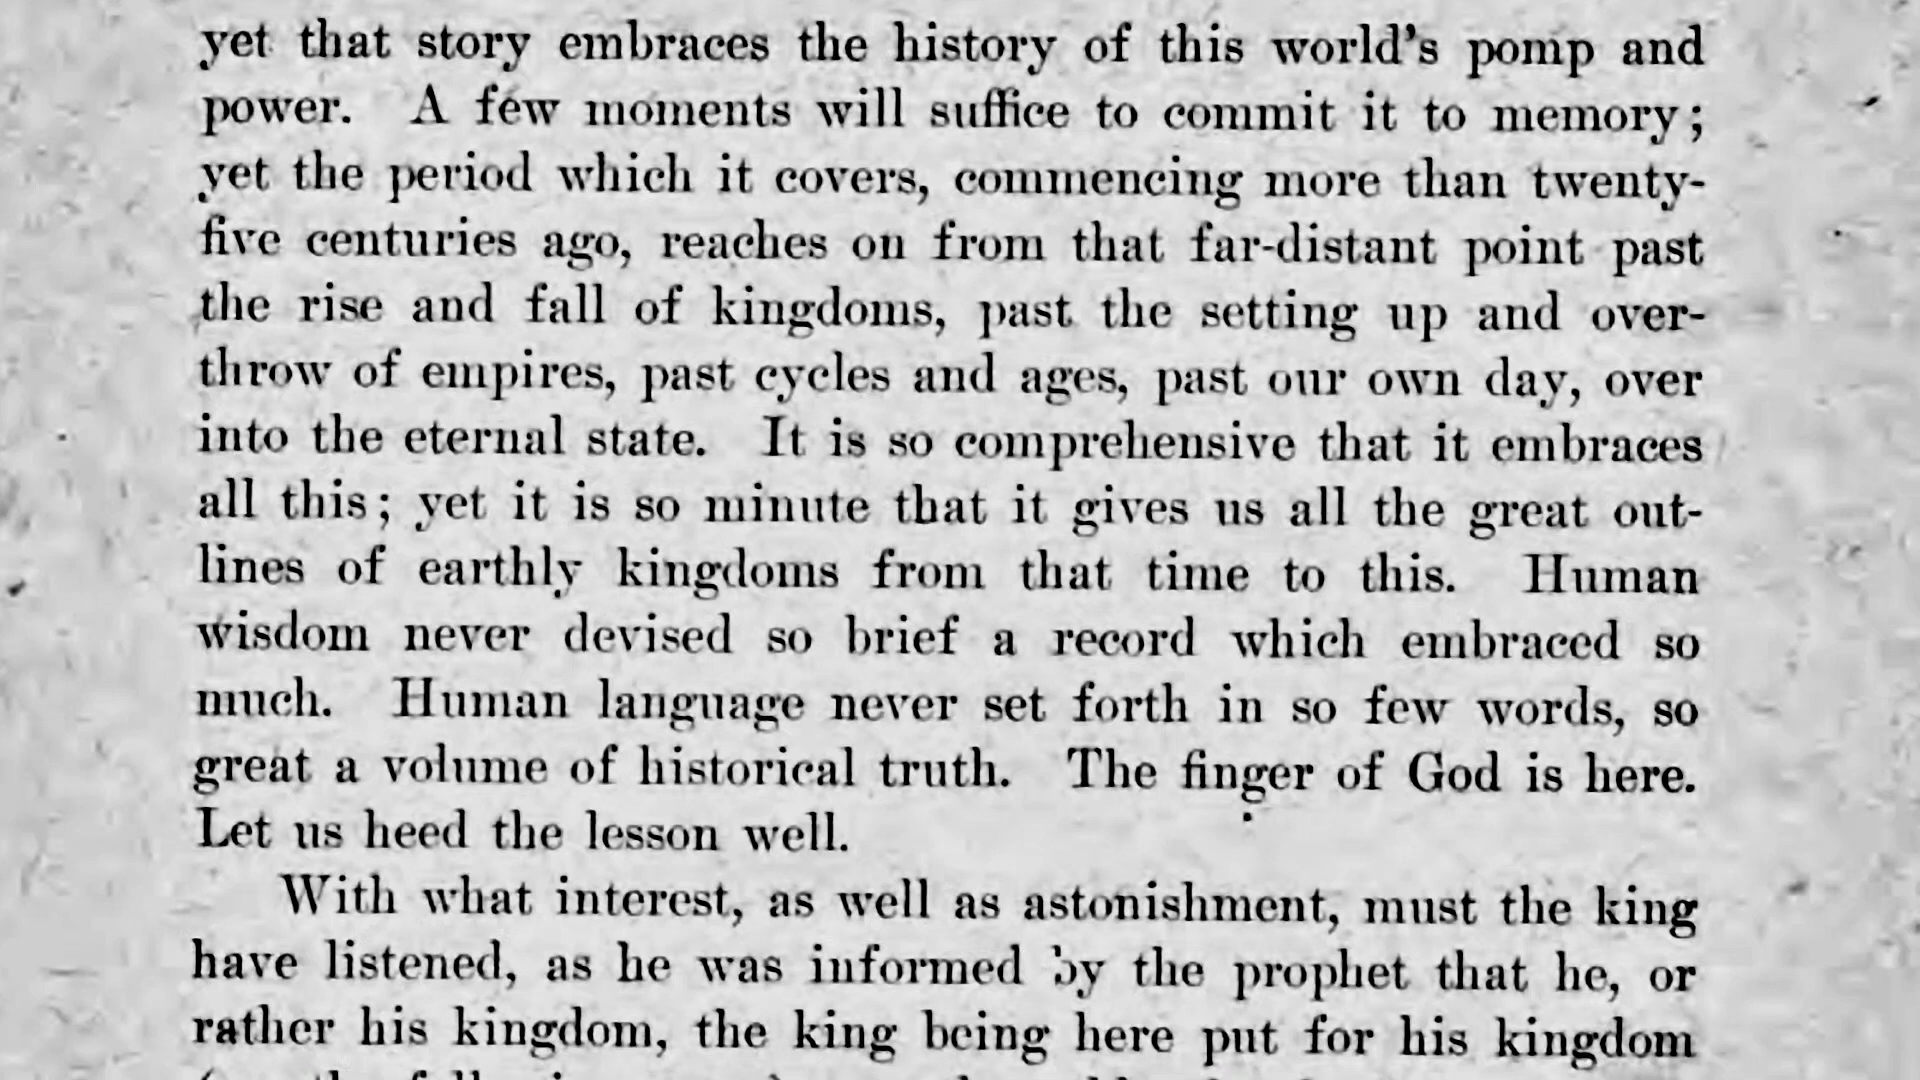 yet that story embraces the history of this world's pomp and
power. A few moments will suffice to commit it to memory;
yet the period which it covers, commencing more than twenty-
five centuries ago, reaches on from that far-distant point past
the rise and fall of kingdoms, past the setting up and over-
throw of empires, past cycles and ages, past our own day, over
into the eternal state. It is so comprehensive that it embraces
all this; yet it is so minute that it gives us all the great out-
lines of earthly kingdoms from that time to this. Human
wisdom never devised so brief a record which embraced so
much. Human language never set forth in so few words, so
great a volume of historical truth. The finger of God is here.
Let us heed the lesson well.
With what interest, as well as astonishment, must the king
have listened, as he was informed by the prophet that he, or
rather his kingdom, the king being here put for his kingdom